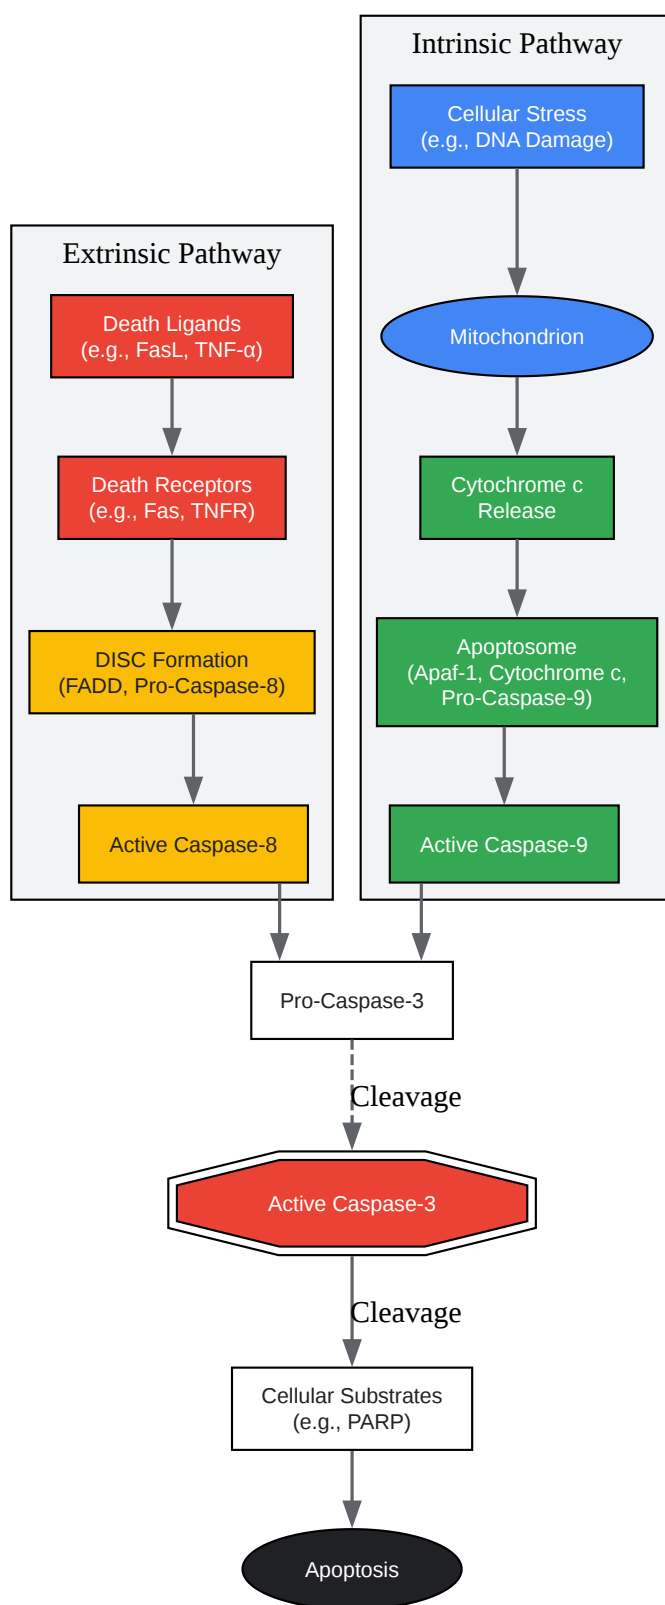 Intrinsic Pathway
Cellular Stress
(e.g., DNA Damage)
Mitochondrion
Cytochrome c
Release
Apoptosome
(Apaf-1, Cytochrome c,
Pro-Caspase-9)
Active Caspase-9
Extrinsic Pathway
Death Ligands
(e.g., FasL, TNF-α)
Death Receptors
(e.g., Fas, TNFR)
DISC Formation
(FADD, Pro-Caspase-8)
Active Caspase-8
Pro-Caspase-3
Cleavage
Active Caspase-3
Cleavage
Cellular Substrates
(e.g., PARP)
Apoptosis